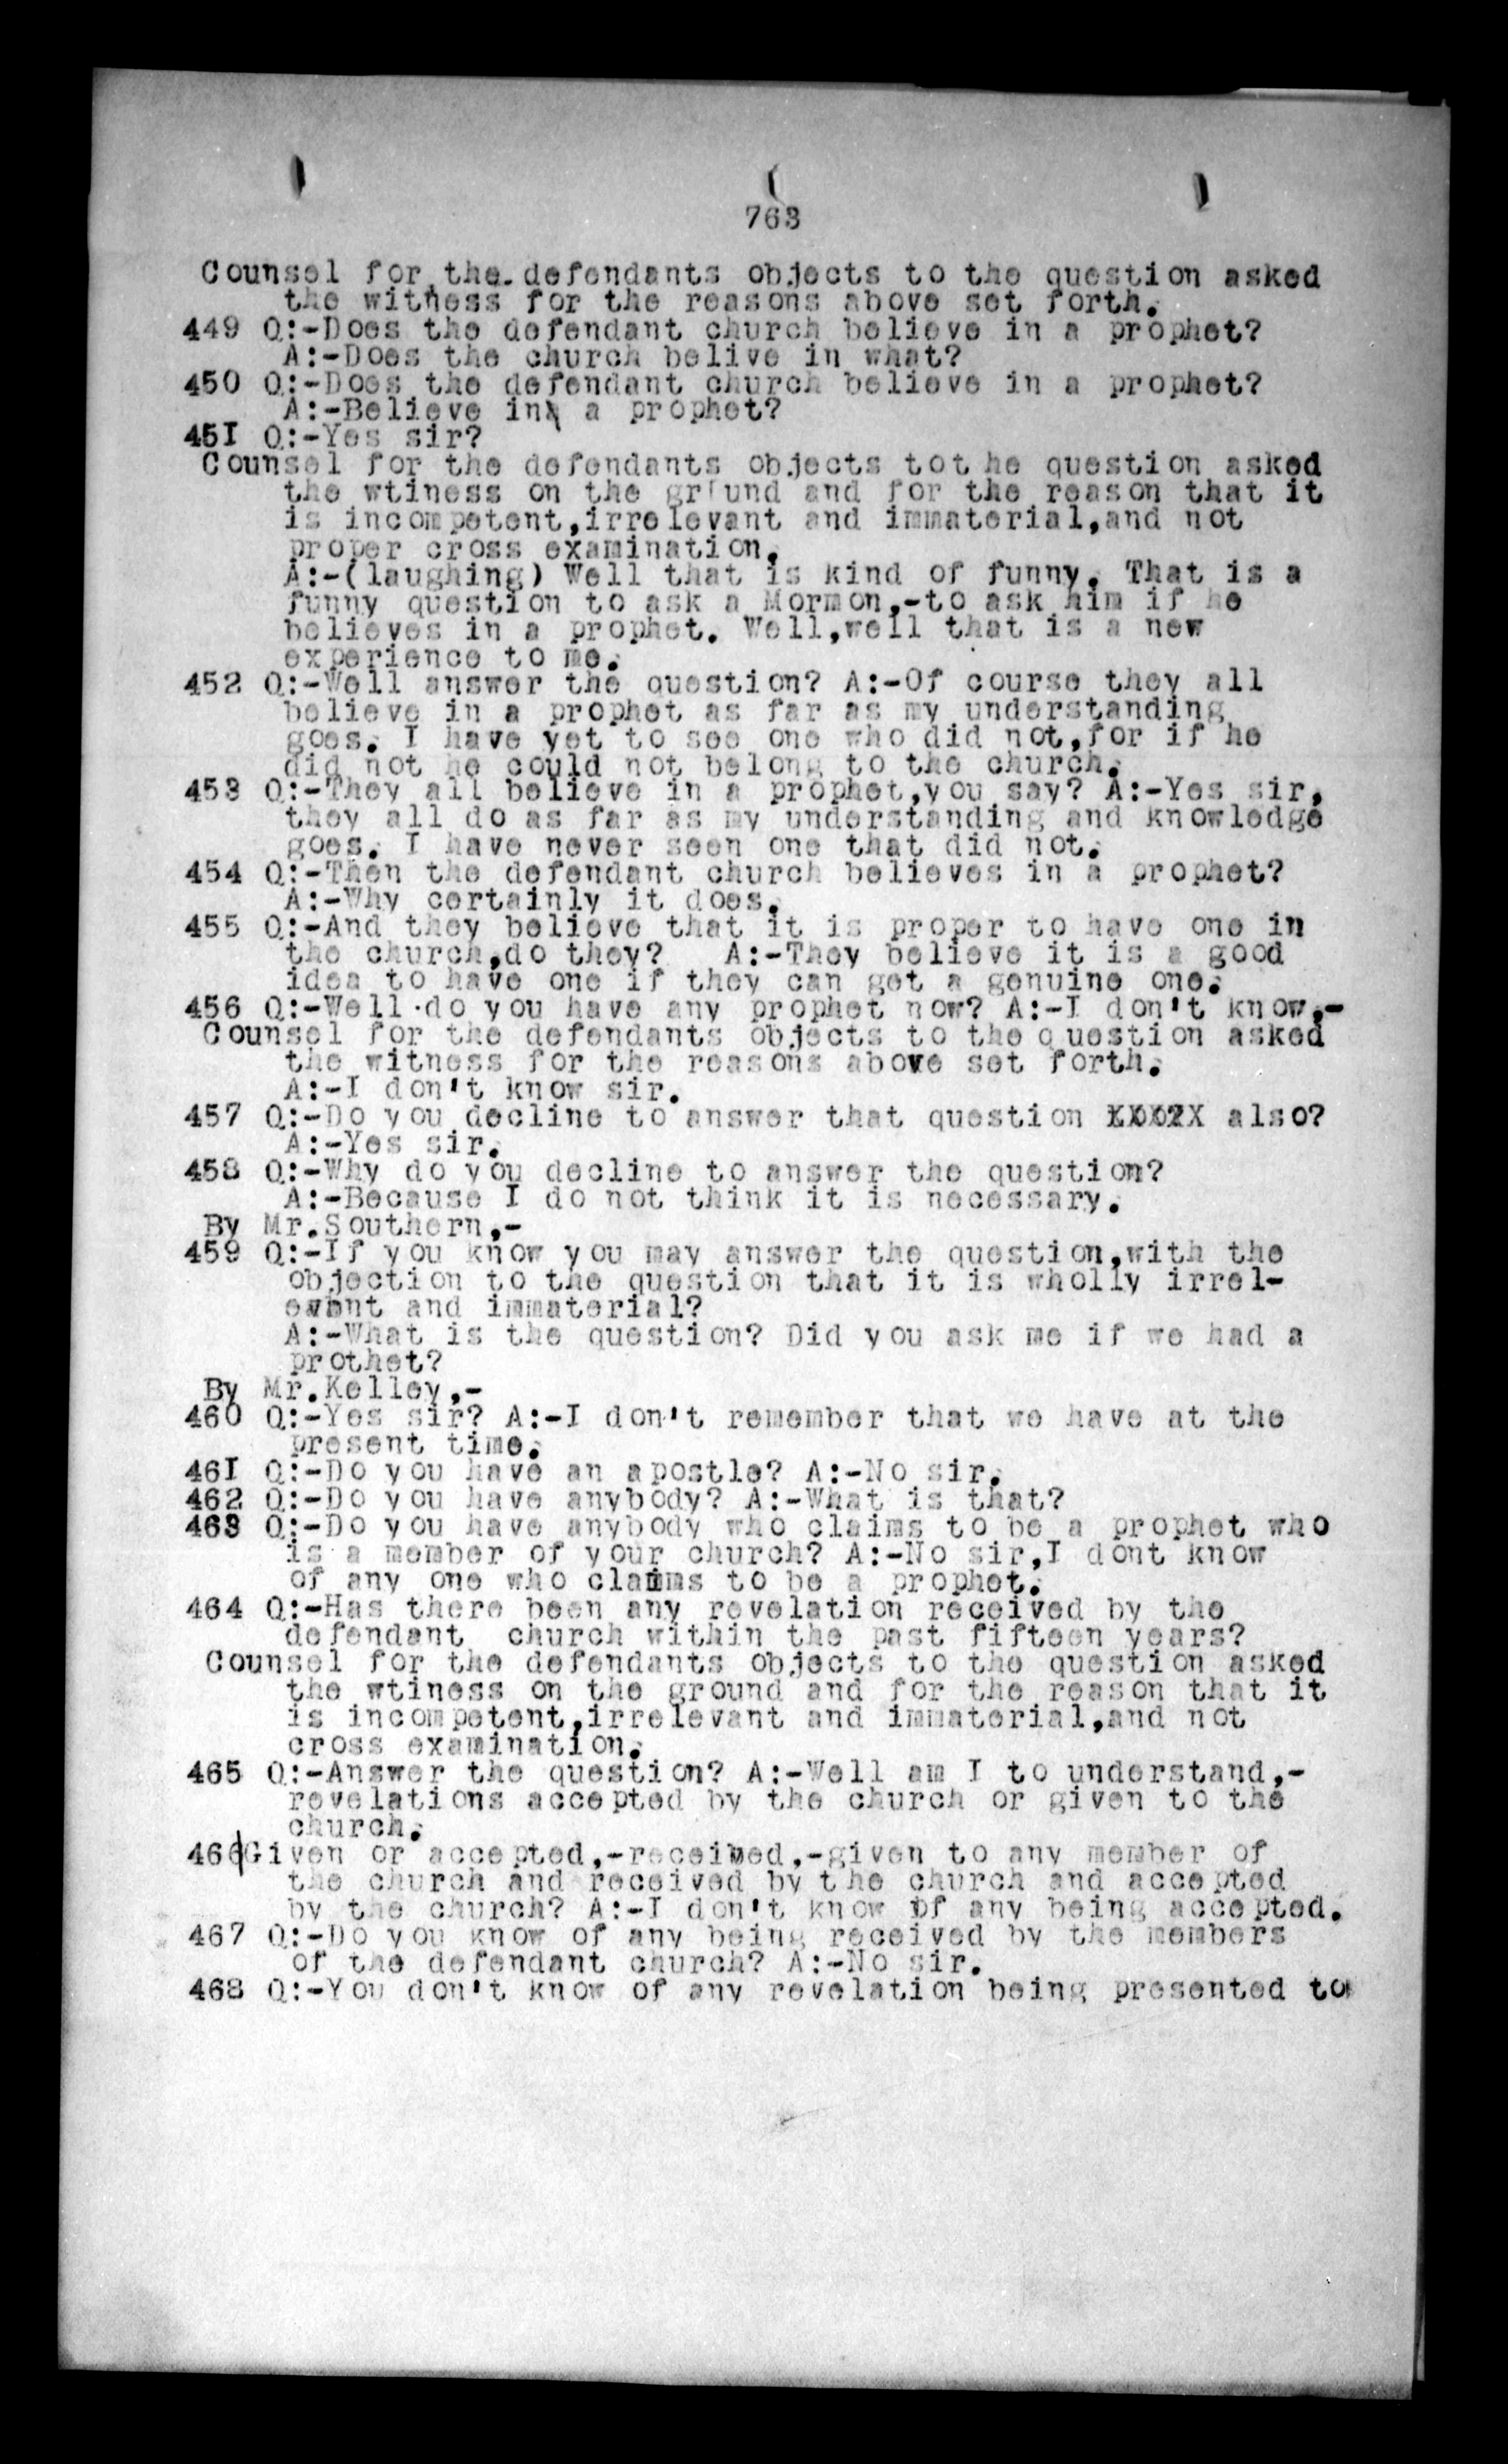 763
Counsel for the defendants objects to the question asked
the witness for the reasons above set forth.
449 Q:-Does the defendant church believe in a prophet?
A:-Does the church belive in what?
450 Q:-Does the defendant church believe in a prophet?
A:-Believe in a prophet?
451 Q:-Yes sir?
Counsel for the defendants objects tot he question asked
the wtiness on the grund and for the reason that it
is incompetent,irrelevant and immaterial,and not
proper cross examination.
A:-(laughing) Well that is kind of funny. That is a
funny question to ask a Mormon,-to ask him if he
believes in a prophet. Well,well that is a new
experience to me.
452 Q:-Well answer the question? A:-Of course they all
believe in a prophet as far as my understanding
goes. I have yet to see one who did not,for if he
did not he could not belong to the church.
453 Q:-They all believe in a prophet,you say? A:-Yes sir,
they all do as far as my understanding and knowledge
goes. I have never seen one that did not.
454 Q:-Then the defendant church believes in a prophet?
A:-Why certainly it does.
455 Q:-And they believe that it is proper to have one in
the church,do they? A:-They believe it is a good
idea to have one if they can get a genuine one.
456 Q:-Well do you have any prophet now? A:-I don't know,-
Counsel for the defendants objects to the question asked
the witness for the reasons above set forth.
A:-I don't know sir.
457 Q:-Do you decline to answer that question also?
A:-Yes sir.
458 Q:-Why do you decline to answer the question?
A:-Because I do not think it is necessary.
By Mr.Southern,-
459 Q:-If you know you may answer the question,with the
objection to the question that it is wholly irrel-
evant and immaterial?
A:-What is the question? Did you ask me if we had a
prothet?
By Mr.Kelley,-
460 Q:-Yes sir? A:-I don't remember that we have at the
present time.
461 Q:-Do you have an apostle? A:-No sir.
462 Q:-Do you have anybody? A:-What is that?
463 Q:-Do you have anybody who claims to be a prophet who
is a member of your church? A:-No sir,I dont know
of any one who claims to be a prophet.
464 Q:-Has there been any revelation received by the
defendant church within the past fifteen years?
Counsel for the defendants objects to the question asked
the wtiness on the ground and for the reason that it
is incompetent,irrelevant and immaterial,and not
cross examination.
465 Q:-Answer the question? A:-Well am I to understand,-
revelations accepted by the church or given to the
church.
466 Given or accepted,-received,-given to any member of
the church and received by the church and accepted
by the church? A:-I don't know of any being accepted.
467 Q:-Do you know of any being received by the members
of the defendant church? A:-No sir.
468 Q:-You don't know of any revelation being presented to